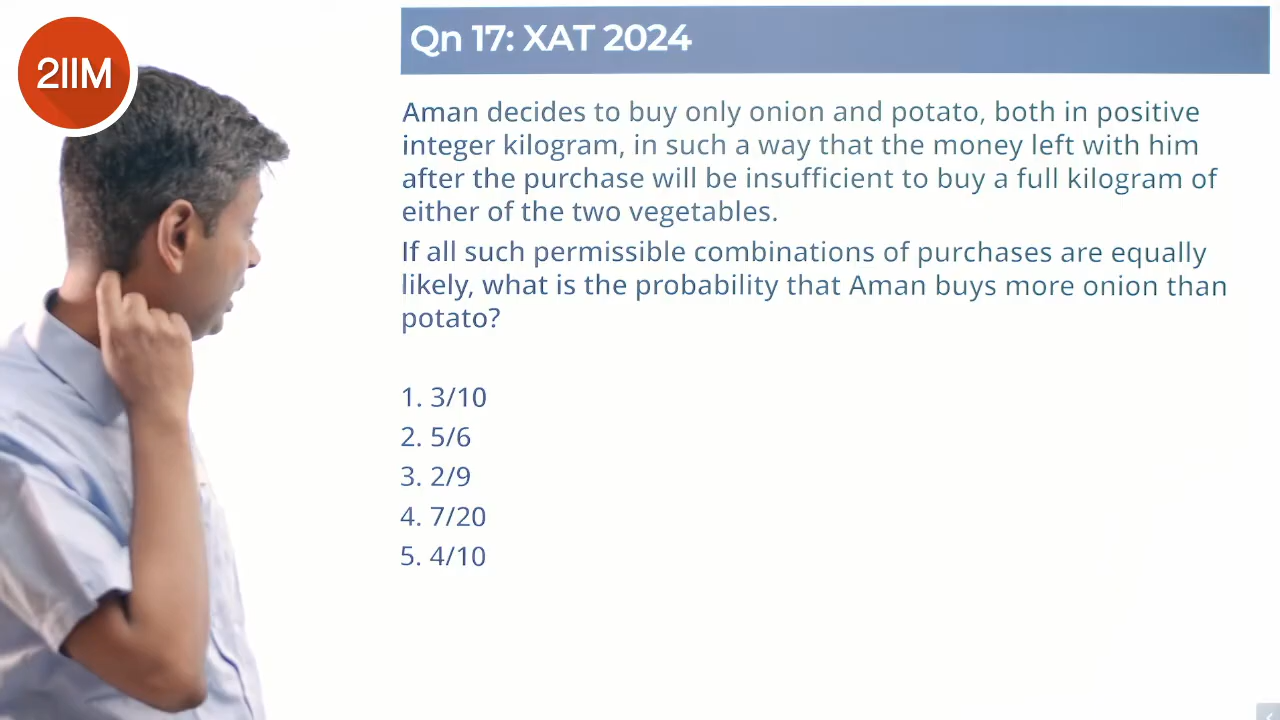 2IIM
Qn 17: XAT 2024
Aman decides to buy only onion and potato, both in positive
integer kilogram, in such a way that the money left with him
after the purchase will be insufficient to buy a full kilogram of
either of the two vegetables.
If all such permissible combinations of purchases are equally
likely, what is the probability that Aman buys more onion than
potato?
1. 3/10
2. 5/6
3. 2/9
4. 7/20
5. 4/10